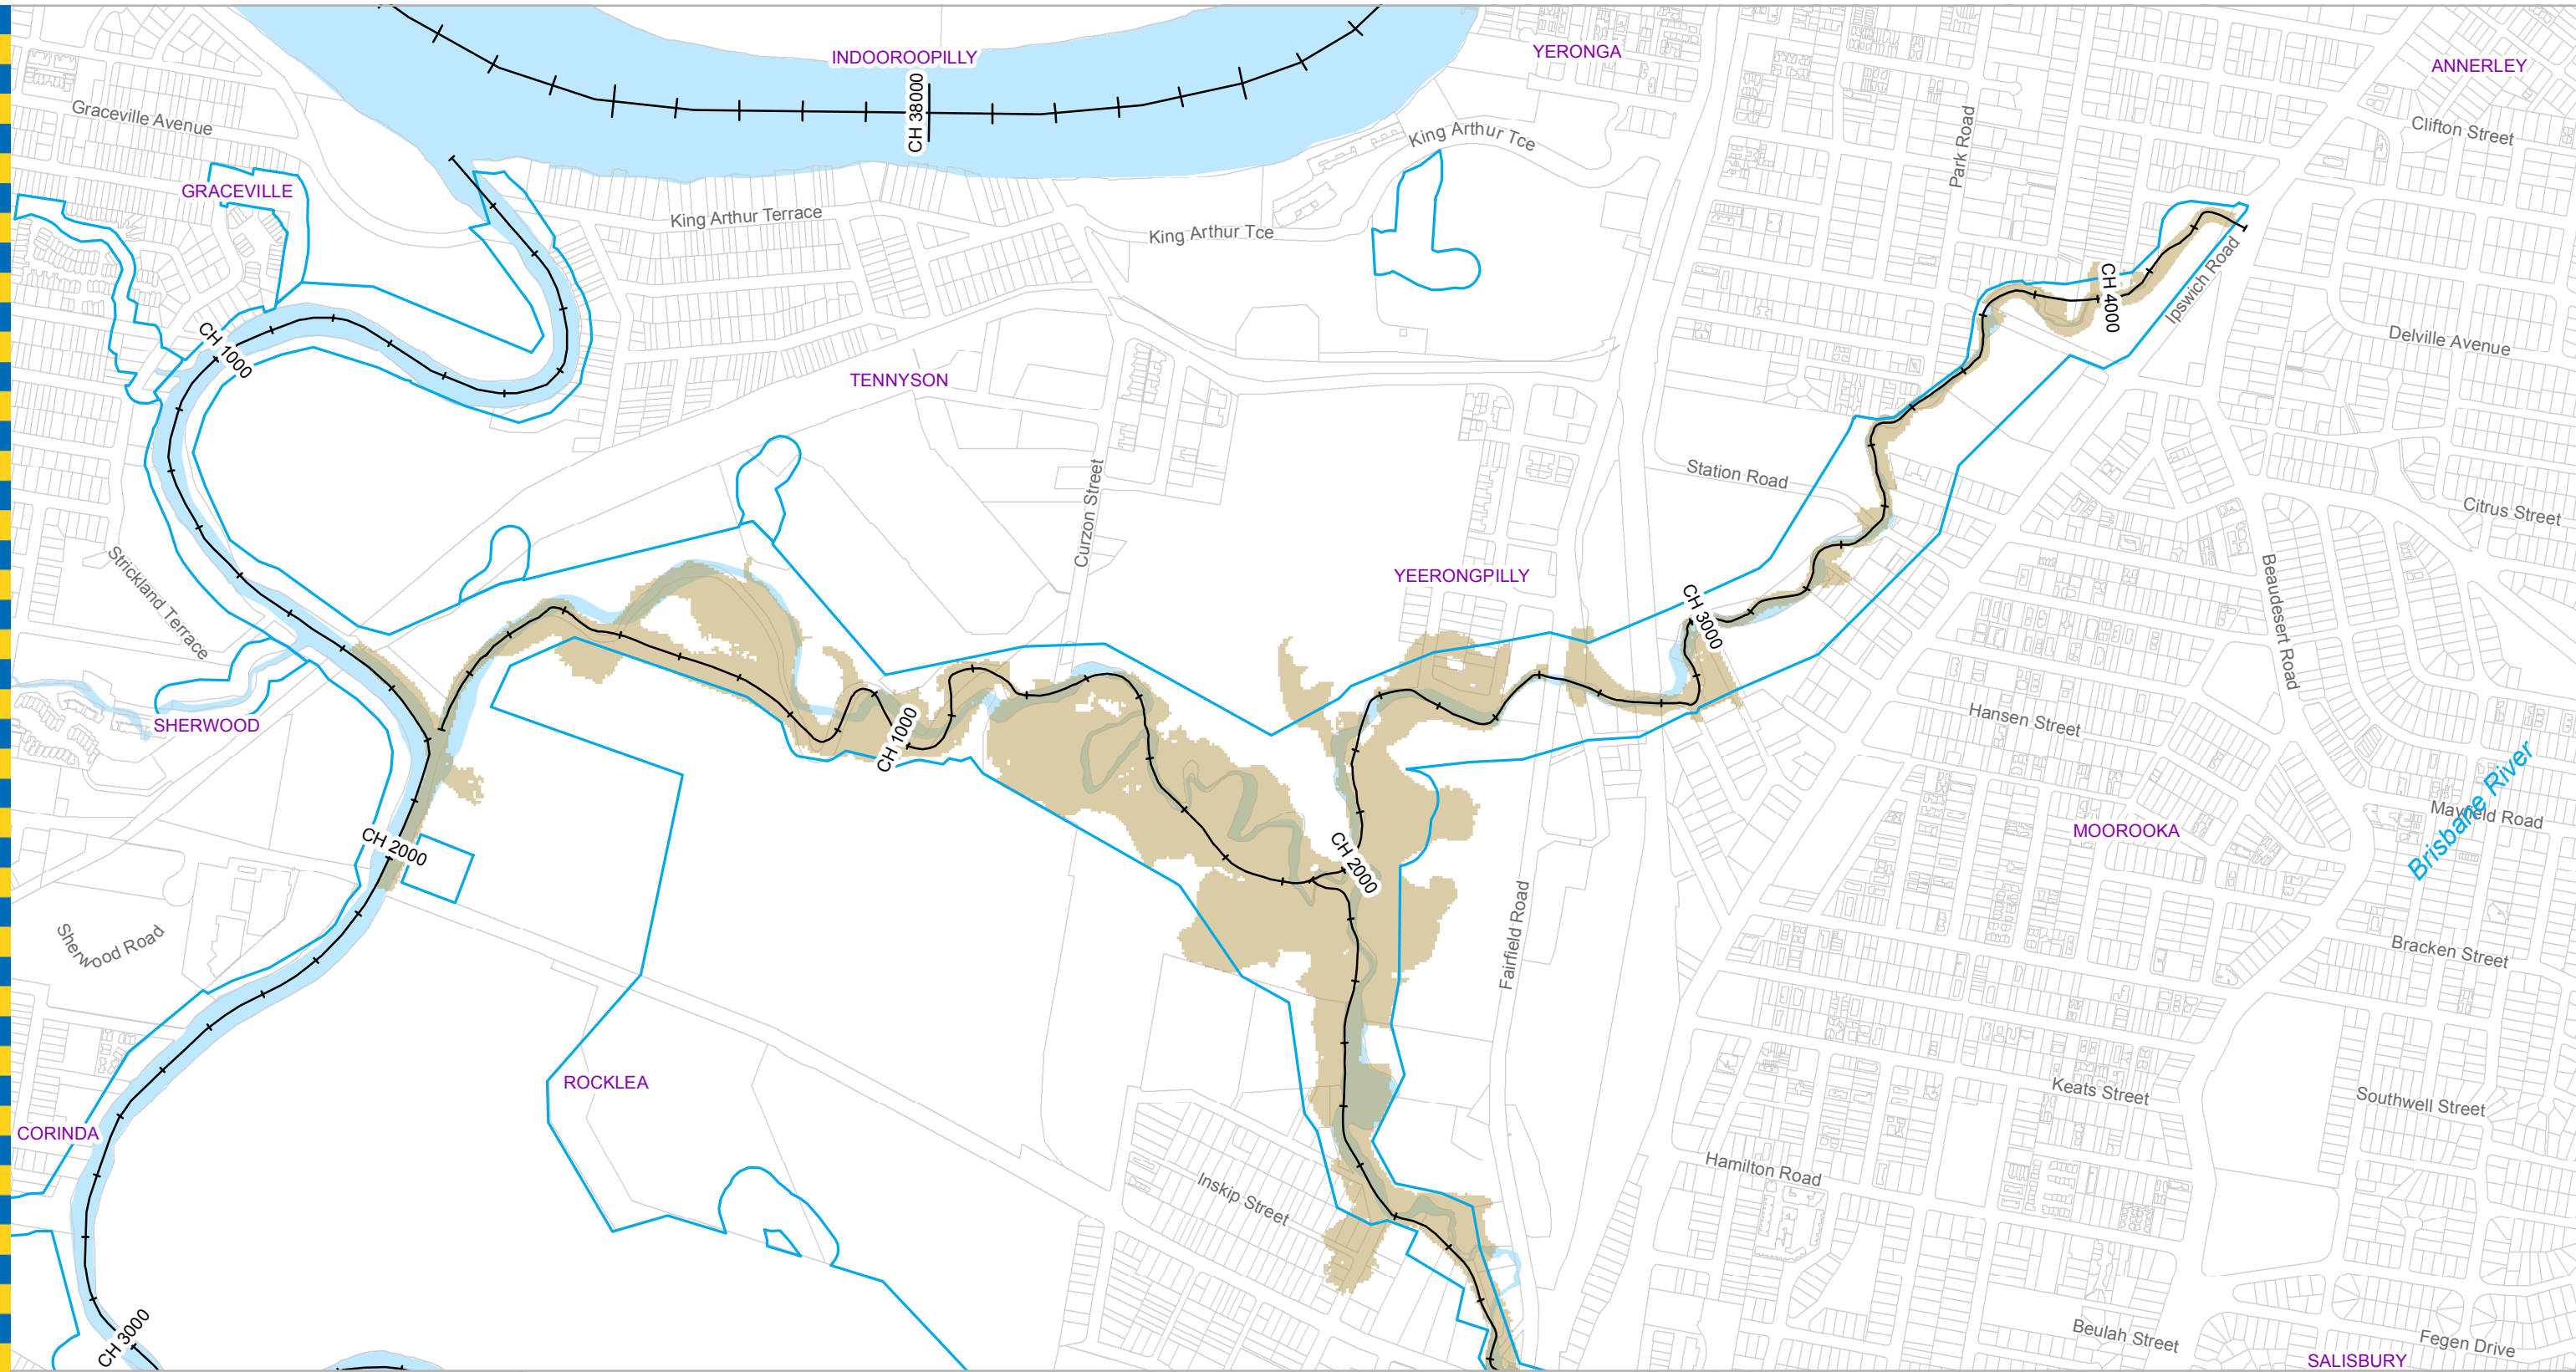 INDOOROOPILLY
YERONGA
ANNERLEY
CH 38000
Graceville Avenue
King Arthur Tce
Park Road
Clifton Street
GRACEVILLE
King Arthur Terrace
King Arthur Tce
Ipswich Road
CH 4000
CH 1000
Delville Avenue
TENNYSON
Station Road
Curzon Street
Citrus Street
Strickland Terrace
YEERONGPILLY
CH 3000
Beaudesert Road
SHERWOOD
Hansen Street
CH 1000
Brisbane River
Mayfield Road
MOOROOKA
CH 2000
CH 2000
Sherwood Road
Fairfield Road
Bracken Street
ROCKLEA
Keats Street
Southwell Street
CORINDA
Hamilton Road
Inskip Street
CH 3000
Beulah Street
Fegen Drive
SALISBURY